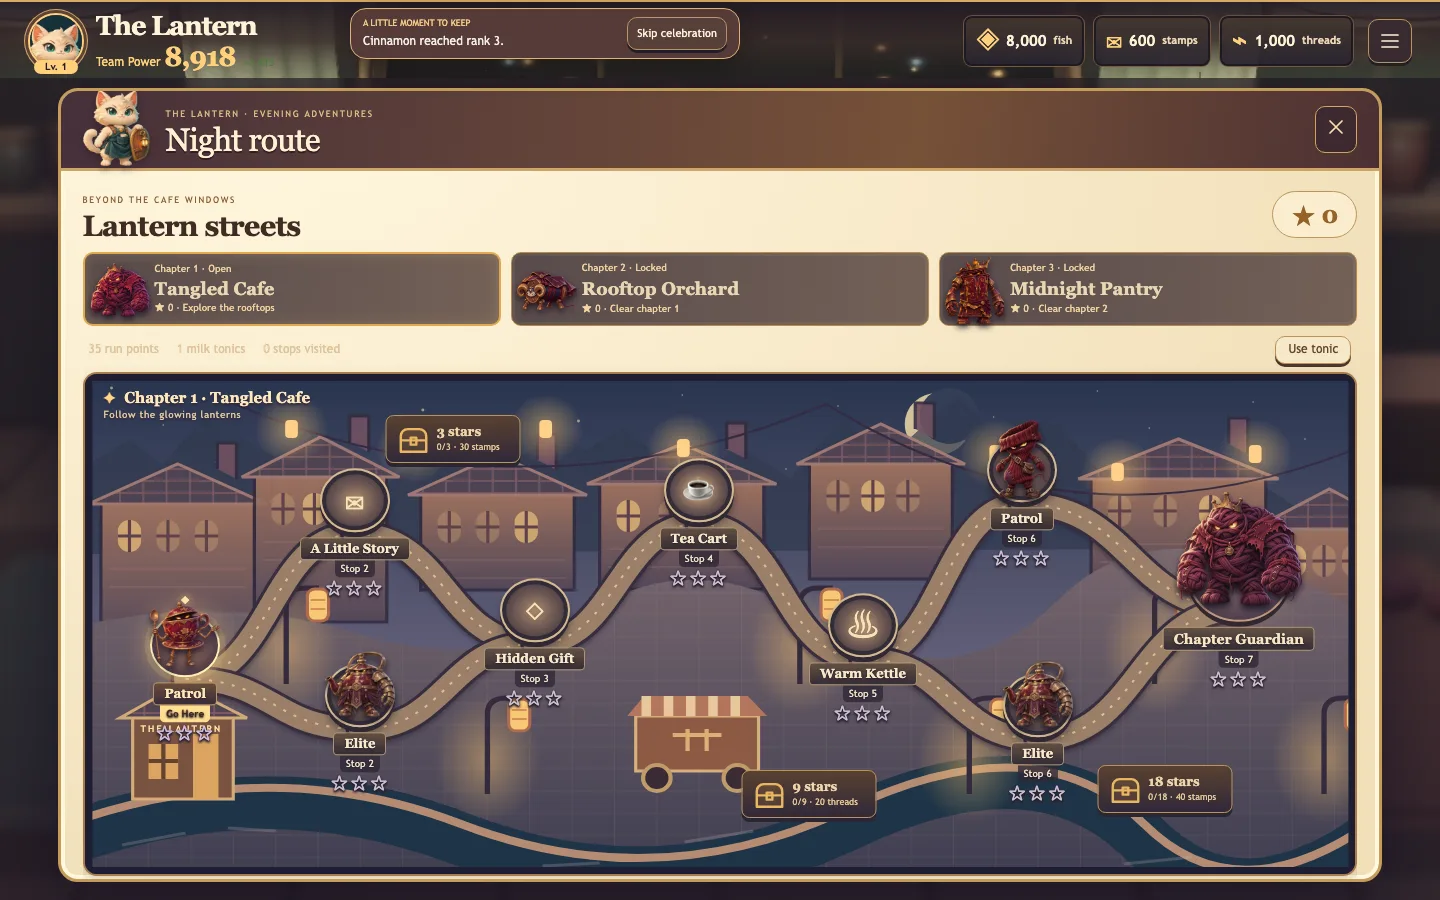 The Lantern
Team Power 8,918
Lv. 1
A LITTLE MOMENT TO KEEP
Cinnamon reached rank 3.
Skip celebration
8,000 fish
600 stamps
1,000 threads
THE LANTERN · EVENING ADVENTURES
Night route
BEYOND THE CAFE WINDOWS
Lantern streets
★ 0
Chapter 1 · Open
Tangled Cafe
★ 0 · Explore the rooftops
Chapter 2 · Locked
Rooftop Orchard
★ 0 · Clear chapter 1
Chapter 3 · Locked
Midnight Pantry
★ 0 · Clear chapter 2
35 run points
1 milk tonics
0 stops visited
Use tonic
Chapter 1 · Tangled Cafe
Follow the glowing lanterns
3 stars
0/3 · 30 stamps
A Little Story
Stop 2
Tea Cart
Stop 4
Patrol
Stop 6
Hidden Gift
Stop 3
Warm Kettle
Stop 5
Chapter Guardian
Stop 7
Patrol
Go Here
THE LANTERN
Elite
Stop 2
Elite
Stop 6
9 stars
0/9 · 20 threads
18 stars
0/18 · 40 stamps